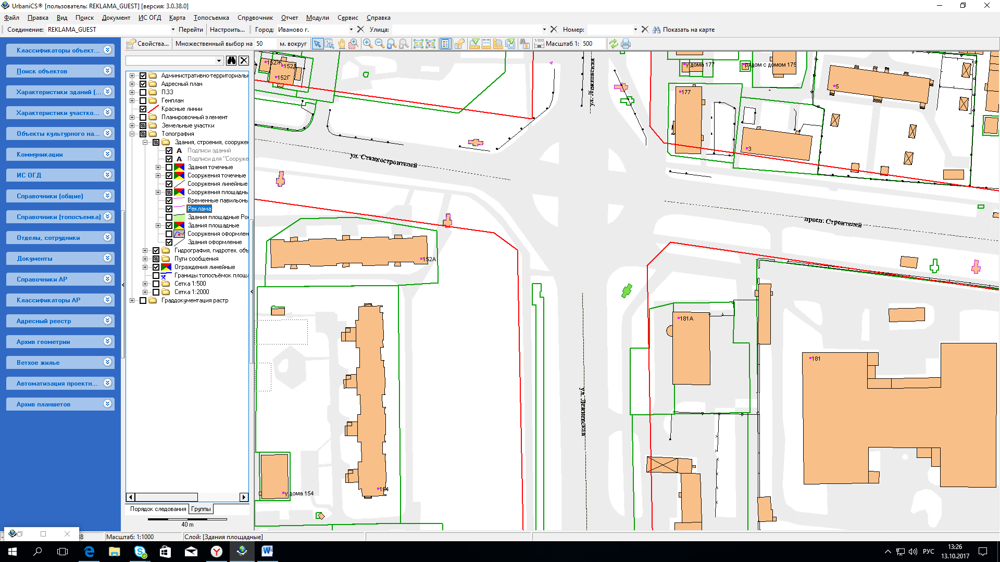 UrbaniCS® [пользователь: REKLAMA_GUEST] [версия: 3.0.38.0]
Файл Правка Вид Поиск Документ ИС ОГД Карта Топосъемка Справочник Отчет Модули Сервис Справка
Соединение: REKLAMA_GUEST Перейти Настроить... Город: Иваново г. Улица: Номер: Показать на карте
Свойства... Множественный выбор на 50 м. вокруг 1:100 Масштаб 1: 500
Классификаторы объект...
Поиск объектов
Характеристики зданий (...
Характеристики участко...
Объекты культурного на...
Коммуникации
ИС ОГД
Справочники (общие)
Справочники (топосъемка)
Отделы, сотрудники
Документы
Справочники АР
Классификаторы АР
Адресный реестр
Архив геометрии
Ветхое жилье
Автоматизация проектн...
Архив планшетов
Административно-территориаль
Адресный план
ПЗЗ
Генплан
Красные линии
Планировочный элемент
Земельные участки
Топография
Здания, строения, сооружен
А Подписи зданий
А Подписи для "Сооруже
Здания точечные
Сооружения точечные
Сооружения линейные
Сооружения площадны
Временные павильоны
Реклама
Здания площадные Рос
Здания площадные
Сооружения оформлен
Здания оформление
Гидрография, гидротех. объ
Пути сообщения
Ограждения линейные
Границы топосъёмок площа
Сетка 1:500
Сетка 1:2000
Граддокументация растр
Порядок следования Группы
40 m
152Ж
152Д
152Г
ул. Лежневская
у дома 177
рядом с домом 175
5
177
3
ул. Станкостроителей
просп. Строителей
152А
181А
181
ул. Лежневская
154
у дома 154
38 Масштаб: 1:1000 Слой: [Здания площадные]
РУС
13:26
13.10.2017